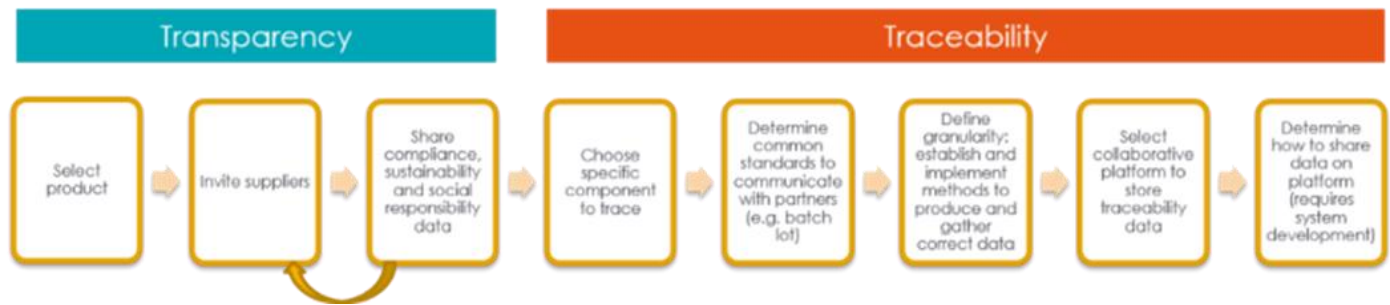 Transparency
Traceability
Select
product
Invite suppliers
Share
compliance,
sustainability
and social
responsibility
data
Choose
specific
component
to trace
Determine
common
standards to
communicate
with partners
(e.g. batch
lot)
Define
granularity:
establish and
implement
methods to
produce and
gather
correct data
Select
collaborative
platform to
store
traceability
data
Determine
how to share
data on
platform
(requires
system
development)